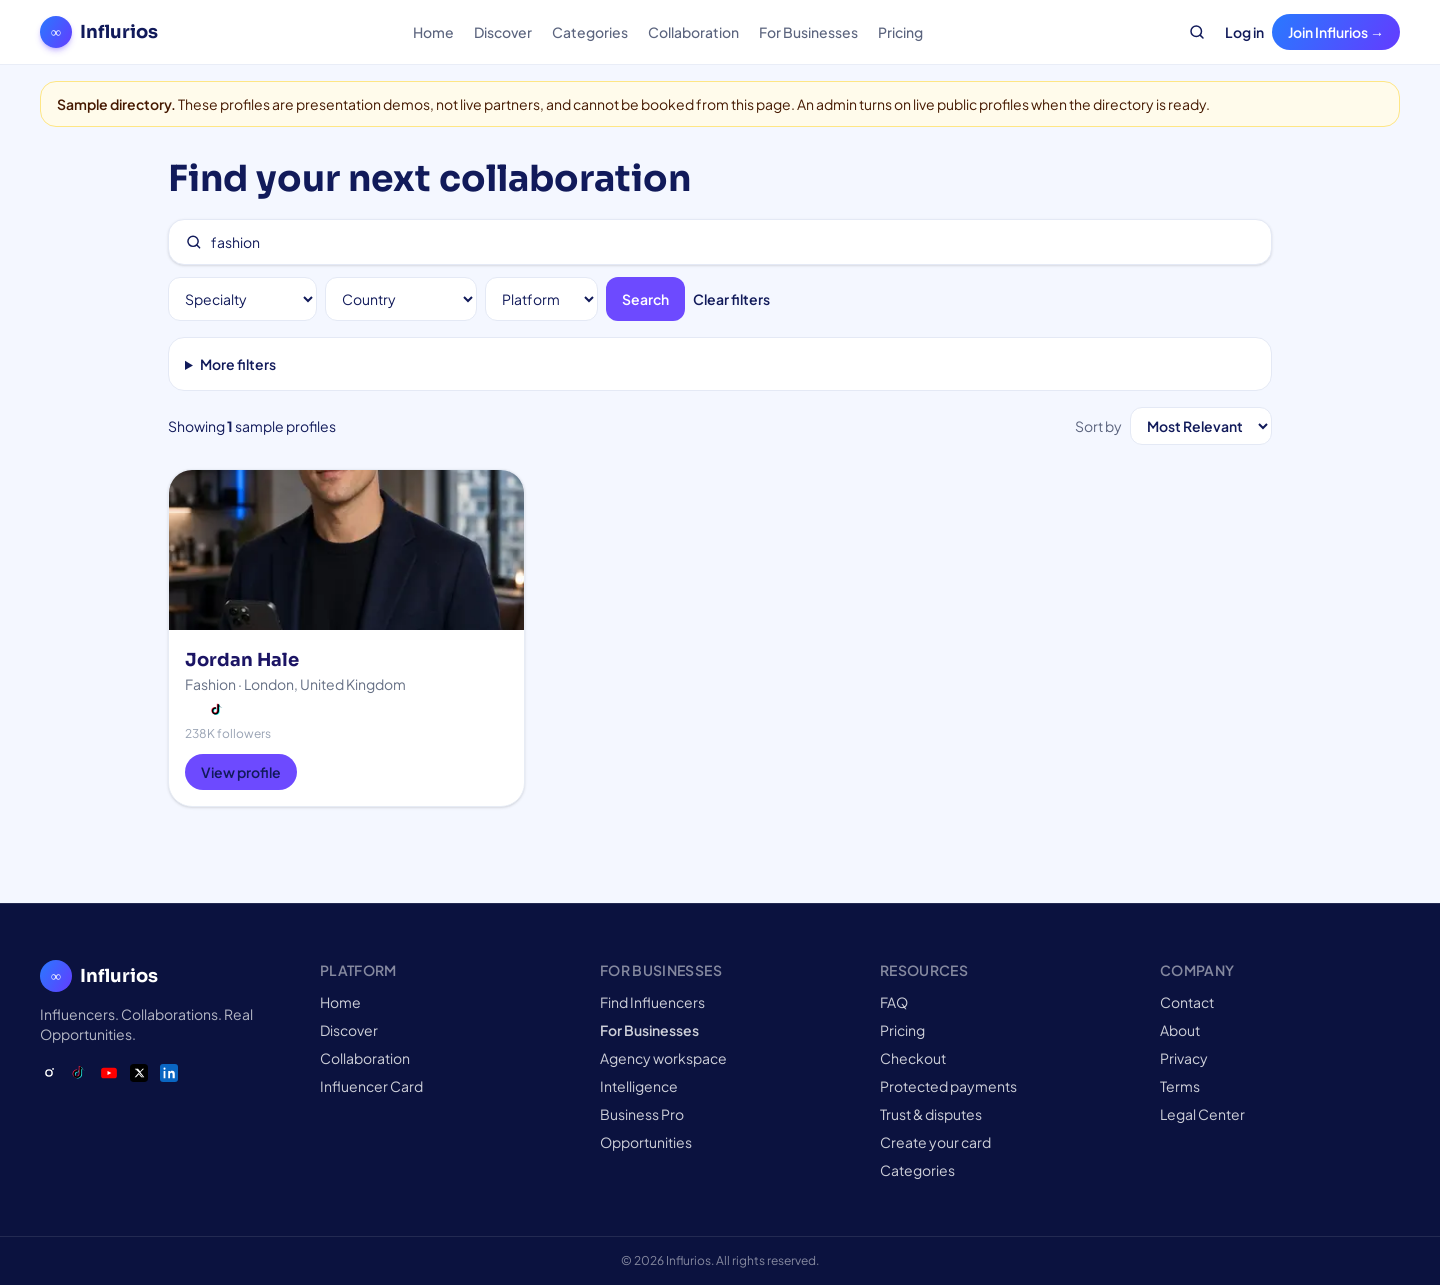 ∞ Influrios
Home Discover Categories Collaboration For Businesses Pricing
Log in Join Influrios →
Sample directory. These profiles are presentation demos, not live partners, and cannot be booked from this page. An admin turns on live public profiles when the directory is ready.
Find your next collaboration
fashion
Specialty Country Platform Search Clear filters
More filters
Showing 1 sample profiles
Sort by Most Relevant
Jordan Hale
Fashion · London, United Kingdom
238K followers
View profile
∞ Influrios
Influencers. Collaborations. Real
Opportunities.
PLATFORM
Home
Discover
Collaboration
Influencer Card
FOR BUSINESSES
Find Influencers
For Businesses
Agency workspace
Intelligence
Business Pro
Opportunities
RESOURCES
FAQ
Pricing
Checkout
Protected payments
Trust & disputes
Create your card
Categories
COMPANY
Contact
About
Privacy
Terms
Legal Center
© 2026 Influrios. All rights reserved.